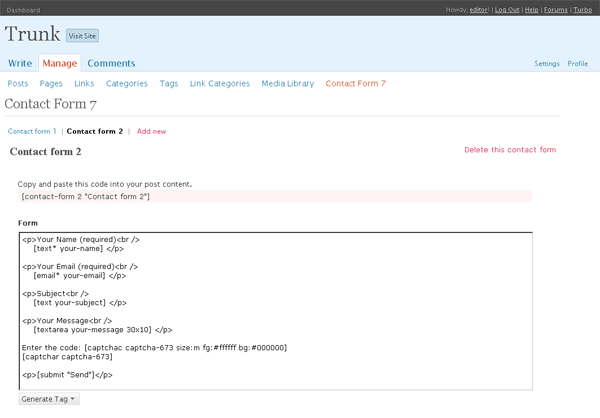 Dashboard
Howdy, editor! | Log Out | Help | Forums | Turbo
Trunk Visit Site
Write Manage Comments
Settings Profile
Posts Pages Links Categories Tags Link Categories Media Library Contact Form 7
Contact Form 7
Contact form 1 | Contact form 2 | Add new
Contact form 2
Delete this contact form
Copy and paste this code into your post content.
[contact-form 2 "Contact form 2"]
Form
<p>Your Name (required)<br />
[text* your-name] </p>
<p>Your Email (required)<br />
[email* your-email] </p>
<p>Subject<br />
[text your-subject] </p>
<p>Your Message<br />
[textarea your-message 30x10] </p>
Enter the code: [captchac captcha-673 size:m fg:#ffffff bg:#000000]
[captchar captcha-673]
<p>[submit "Send"]</p>
Generate Tag